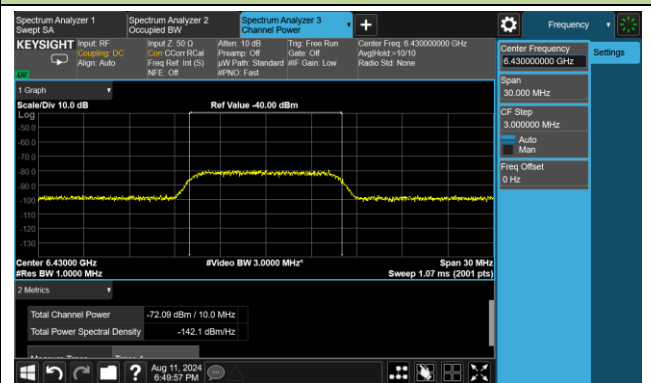 Spectrum Analyzer 1
Swept SA
Spectrum Analyzer 2
Occupied BW
Spectrum Analyzer 3
Channel Power
Frequency
KEYSIGHT
Input: RF
Coupling: DC
Align: Auto
Input Z: 50 Ω
Corr CCorr RCal
Freq Ref: Int (S)
NFE: Off
Atten: 10 dB
Preamp: Off
µW Path: Standard
#PNO: Fast
Trig: Free Run
Gate: Off
#IF Gain: Low
Center Freq: 6.430000000 GHz
Avg|Hold:>10/10
Radio Std: None
Center Frequency
6.430000000 GHz
Settings
Span
30.000 MHz
CF Step
3.000000 MHz
Auto
Man
Freq Offset
0 Hz
1 Graph
Scale/Div 10.0 dB
Ref Value -40.00 dBm
Log
-50.0
-60.0
-70.0
-80.0
-90.0
-100
-110
-120
-130
Center 6.43000 GHz
#Video BW 3.0000 MHz*
Span 30 MHz
#Res BW 1.0000 MHz
Sweep 1.07 ms (2001 pts)
2 Metrics
Total Channel Power
-72.09 dBm / 10.0 MHz
Total Power Spectral Density
-142.1 dBm/Hz
Aug 11, 2024
6:49:57 PM